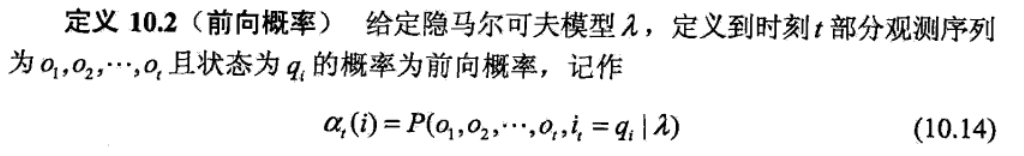 定义 10.2（前向概率） 给定隐马尔可夫模型 λ，定义到时刻 t 部分观测序列
为 o₁,o₂,⋯,oₜ 且状态为 qᵢ 的概率为前向概率，记作
αₜ(i) = P(o₁,o₂,⋯,oₜ,iₜ = qᵢ | λ) (10.14)